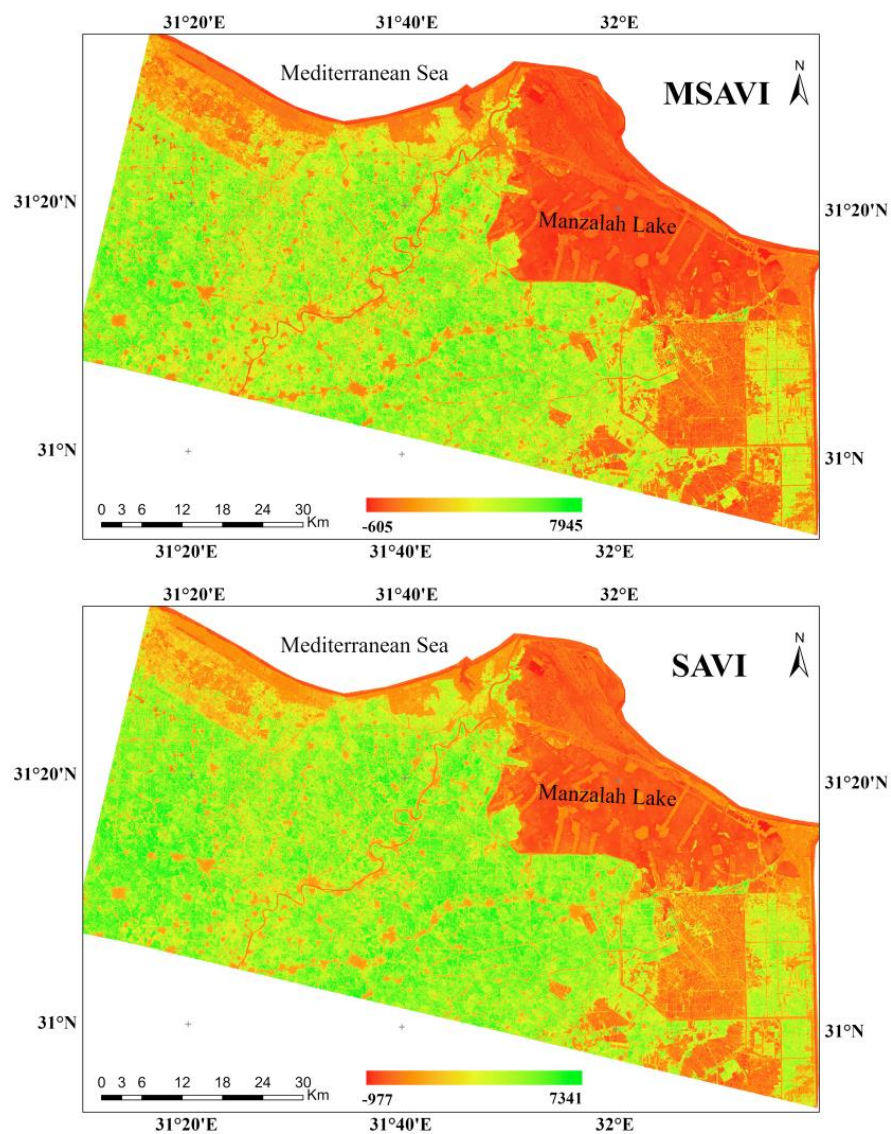 31°20'E 31°40'E 32°E
Mediterranean Sea
MSAVI
N
31°20'N 31°20'N
Manzalah Lake
31°N 31°N
0 3 6 12 18 24 30
Km
-605 7945
31°20'E 31°40'E 32°E
31°20'E 31°40'E 32°E
Mediterranean Sea
SAVI
N
31°20'N 31°20'N
Manzalah Lake
31°N 31°N
0 3 6 12 18 24 30
Km
-977 7341
31°20'E 31°40'E 32°E